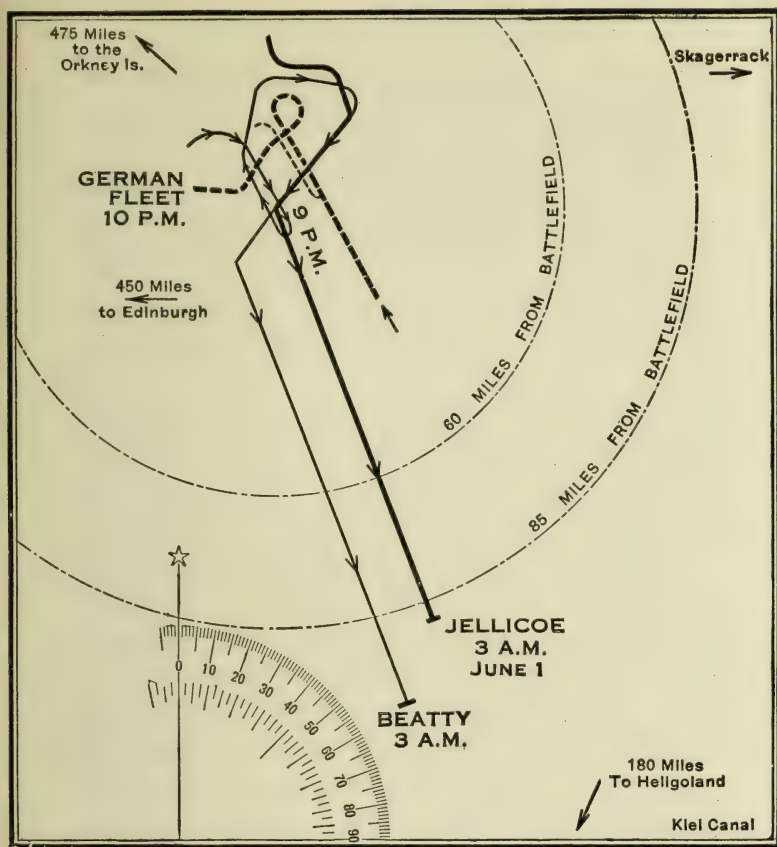 475 Miles
to the
Orkney Is.
Skagerrack
GERMAN
FLEET
10 P.M.
9 P.M.
450 Miles
to Edinburgh
60 MILES FROM BATTLEFIELD
85 MILES FROM BATTLEFIELD
JELLICOE
3 A.M.
JUNE 1
BEATTY
3 A.M.
0 10 20 30 40 50 60 70 80 90
180 Miles
To Heligoland
Kiel Canal